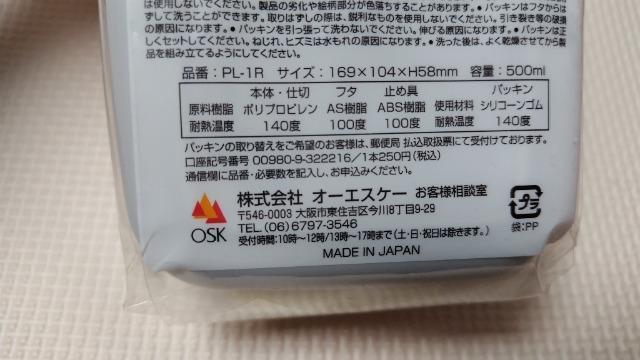 は使用しないでください。製品の劣化や絵柄部分が色落ちすることがあります。●パッキンはフタからは
ずして洗うことができます。取りはずしの際は、鋭利なものを使用しないでください。引き裂き等の破損
の原因になります。●パッキンを引っ張って洗わないでください。伸びる原因になります。●パッキンは正
しくセットしてください。ねじれ、ヒズミは水もれの原因になります。●洗った後は、よく乾燥させてから製
品を組み立てるようにしてください。
品番：PL-1R サイズ：169×104×H58mm 容量：500ml
本体・仕切 フタ 止め具 パッキン
原料樹脂 ポリプロピレン AS樹脂 ABS樹脂 使用材料 シリコーンゴム
耐熱温度 140度 100度 100度 耐熱温度 140度
パッキンの取り替えをご希望のお客様は、郵便局 払込取扱票にて受付けております。
口座記号番号 00980-9-322216／1本250円(税込)
通信欄に品番・必要数を記入し、お申込みください。
株式会社 オーエスケー お客様相談室
〒546-0003 大阪市東住吉区今川8丁目9-29
TEL.(06)6797-3546
受付時間:10時〜12時/13時〜17時まで(土・日・祝日は除きます。)
OSK
MADE IN JAPAN
プラ
袋:PP